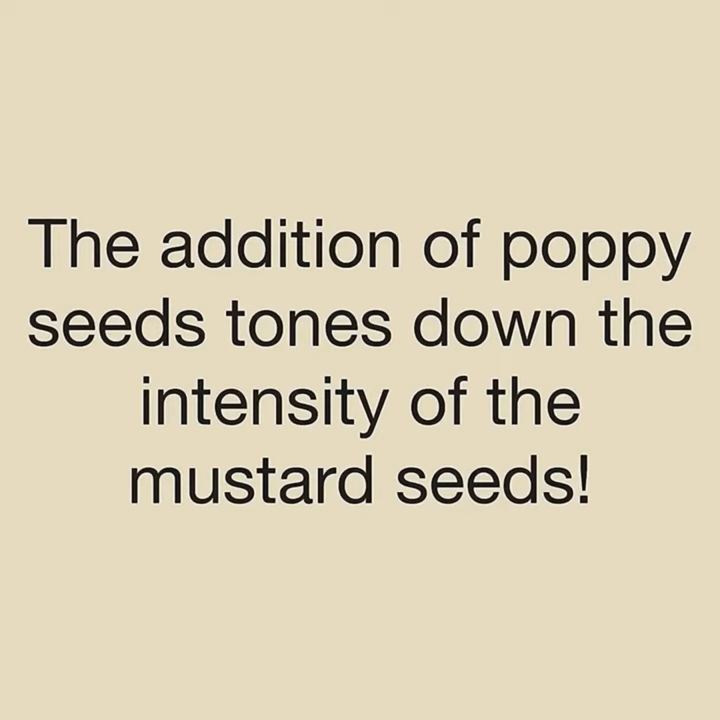 The addition of poppy
seeds tones down the
intensity of the
mustard seeds!